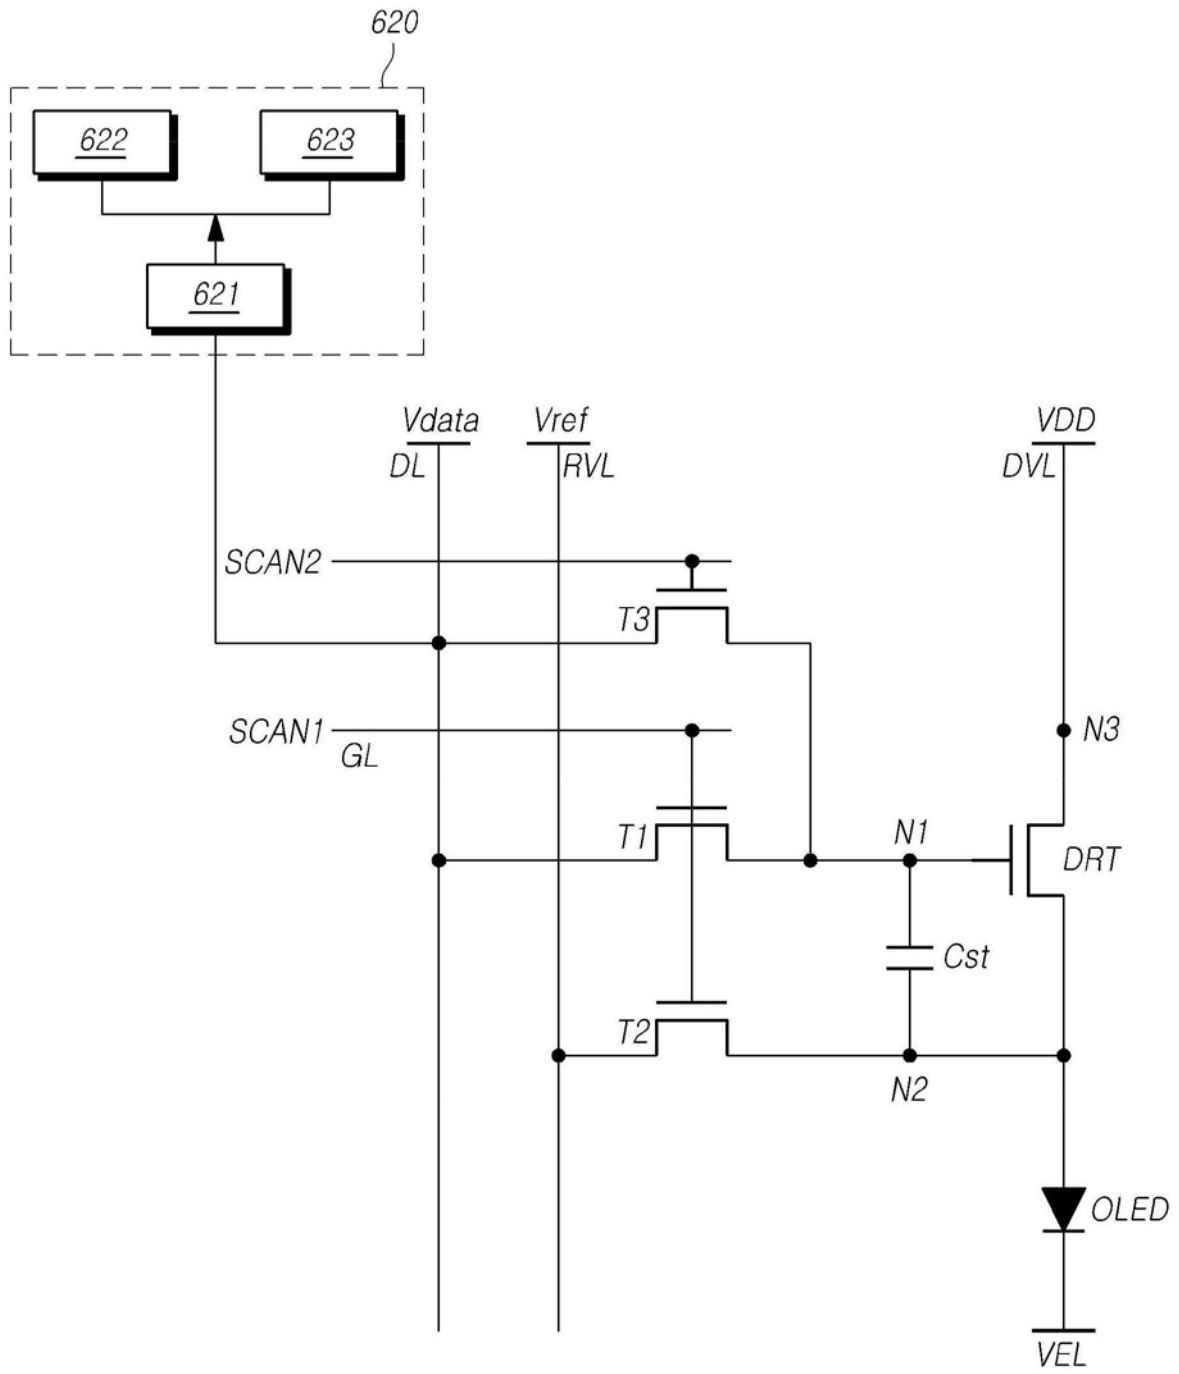 620
622 623
621
Vdata Vref VDD
DL RVL DVL
SCAN2
T3
SCAN1 N3
GL
T1 N1 DRT
Cst
T2
N2
OLED
VEL